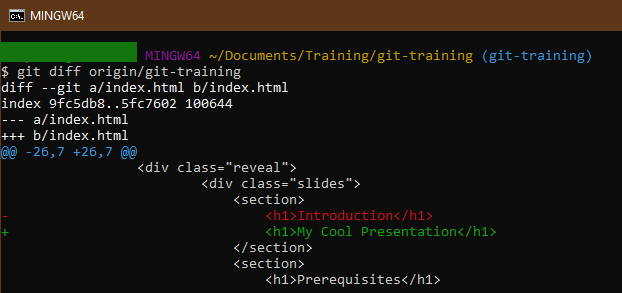 MINGW64
MINGW64 ~/Documents/Training/git-training (git-training)
$ git diff origin/git-training
diff --git a/index.html b/index.html
index 9fc5db8..5fc7602 100644
--- a/index.html
+++ b/index.html
@@ -26,7 +26,7 @@
                 <div class="reveal">
                         <div class="slides">
                             <section>
-                                <h1>Introduction</h1>
+                                <h1>My Cool Presentation</h1>
                             </section>
                             <section>
                                 <h1>Prerequisites</h1>